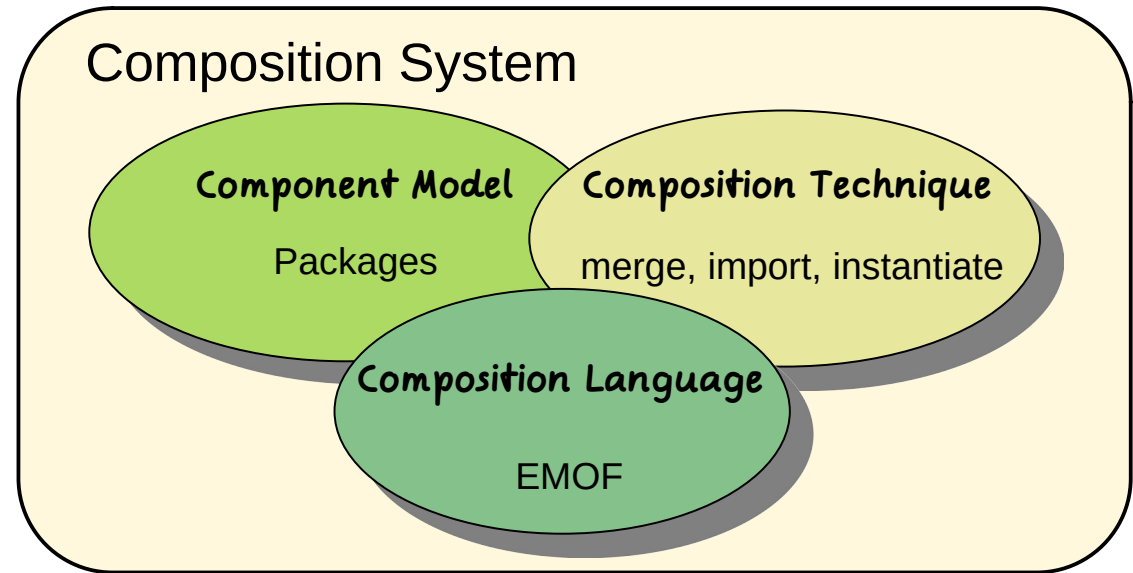 Composition System
Component Model
Packages
Composition Technique
merge, import, instantiate
Composition Language
EMOF